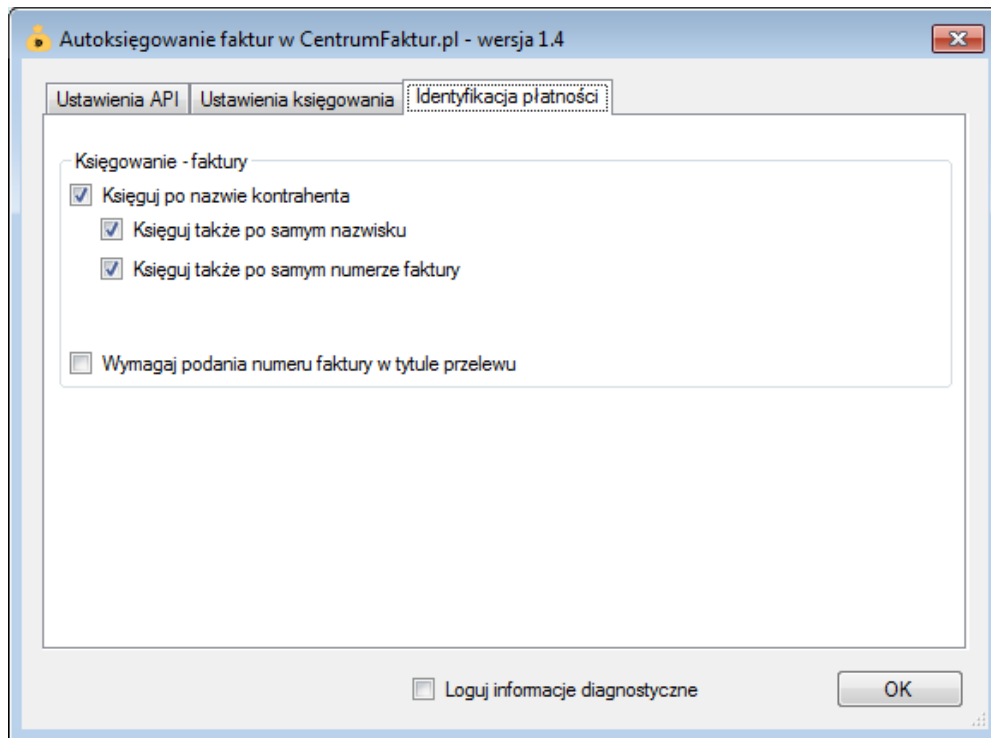 Autoksięgowanie faktur w CentrumFaktur.pl - wersja 1.4
Ustawienia API Ustawienia księgowania Identyfikacja płatności
Księgowanie - faktury
Księguj po nazwie kontrahenta
Księguj także po samym nazwisku
Księguj także po samym numerze faktury
Wymagaj podania numeru faktury w tytule przelewu
Loguj informacje diagnostyczne OK